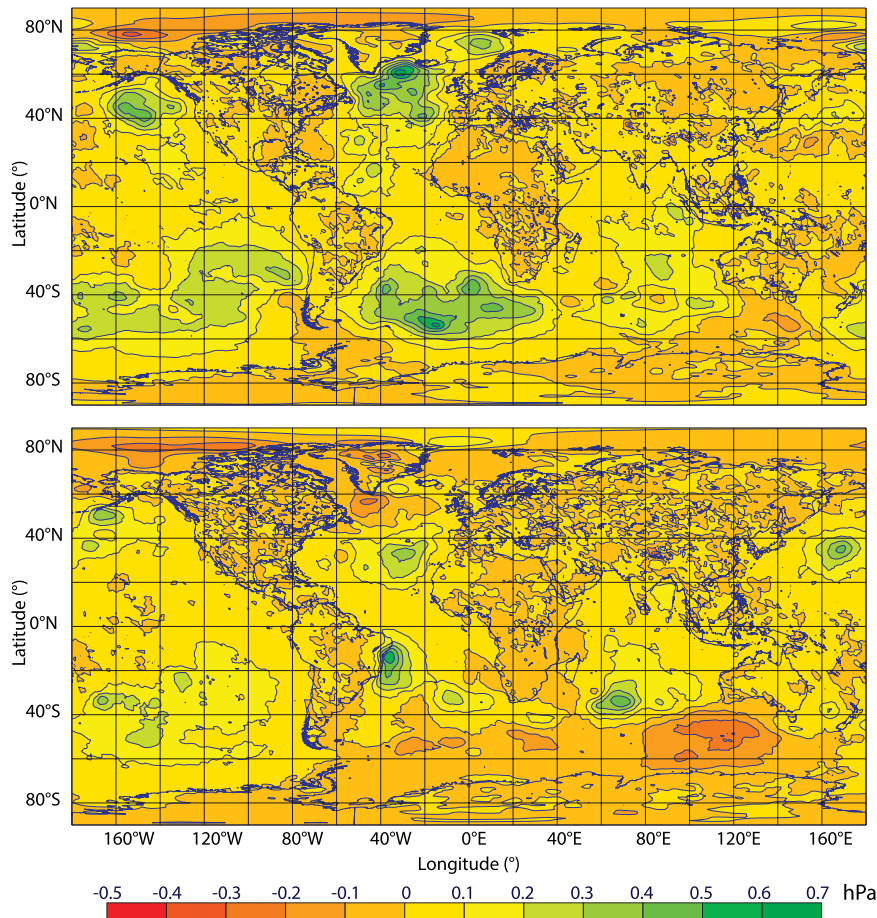 80°N
40°N
0°N
40°S
80°S
Latitude (°)
80°N
40°N
0°N
40°S
80°S
Latitude (°)
160°W 120°W 80°W 40°W 0°E 40°E 80°E 120°E 160°E
Longitude (°)
-0.5 -0.4 -0.3 -0.2 -0.1 0 0.1 0.2 0.3 0.4 0.5 0.6 0.7 hPa